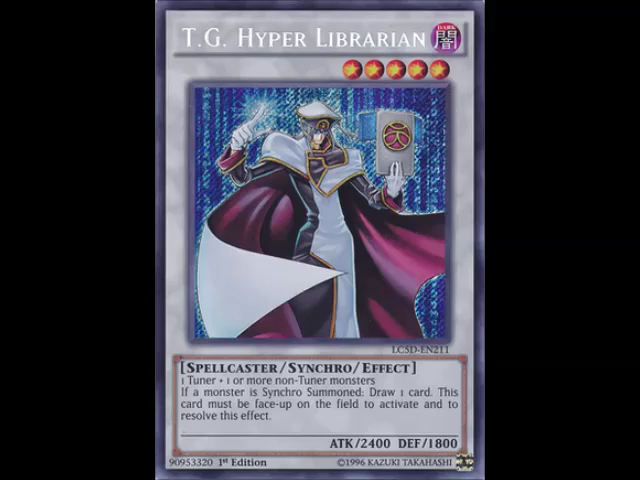 T.G. HYPER LIBRARIAN
DARK
闇
LC5D-EN211
[SPELLCASTER/SYNCHRO/EFFECT]
1 Tuner + 1 or more non-Tuner monsters
If a monster is Synchro Summoned: Draw 1 card. This
card must be face-up on the field to activate and to
resolve this effect.
ATK/2400 DEF/1800
90953320 1st Edition ©1996 KAZUKI TAKAHASHI